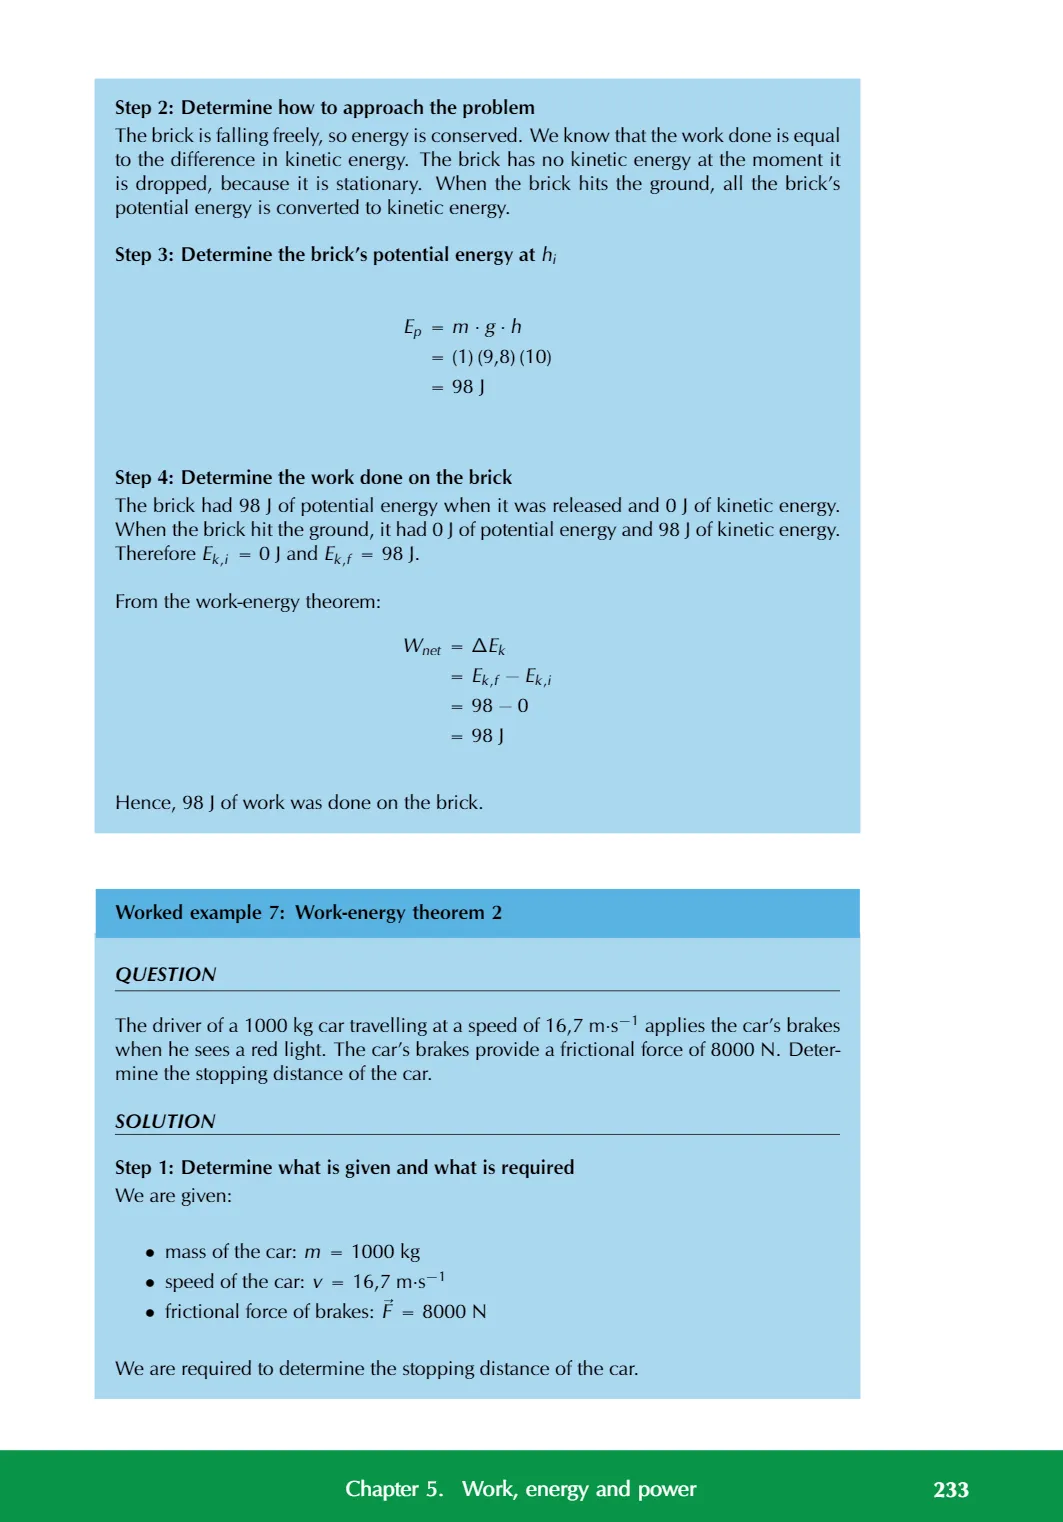 Step 2: Determine how to approach the problem
The brick is falling freely, so energy is conserved. We know that the work done is equal
to the difference in kinetic energy. The brick has no kinetic energy at the moment it
is dropped, because it is stationary. When the brick hits the ground, all the brick's
potential energy is converted to kinetic energy.
Step 3: Determine the brick's potential energy at h_i
E_p = m · g · h
= (1) (9,8) (10)
= 98 J
Step 4: Determine the work done on the brick
The brick had 98 J of potential energy when it was released and 0 J of kinetic energy.
When the brick hit the ground, it had 0 J of potential energy and 98 J of kinetic energy.
Therefore E_{k,i} = 0 J and E_{k,f} = 98 J.
From the work-energy theorem:
W_{net} = ΔE_k
= E_{k,f} − E_{k,i}
= 98 − 0
= 98 J
Hence, 98 J of work was done on the brick.
Worked example 7: Work-energy theorem 2
QUESTION
The driver of a 1000 kg car travelling at a speed of 16,7 m·s⁻¹ applies the car's brakes
when he sees a red light. The car's brakes provide a frictional force of 8000 N. Deter-
mine the stopping distance of the car.
SOLUTION
Step 1: Determine what is given and what is required
We are given:
• mass of the car: m = 1000 kg
• speed of the car: v = 16,7 m·s⁻¹
• frictional force of brakes: F⃗ = 8000 N
We are required to determine the stopping distance of the car.
Chapter 5. Work, energy and power 233